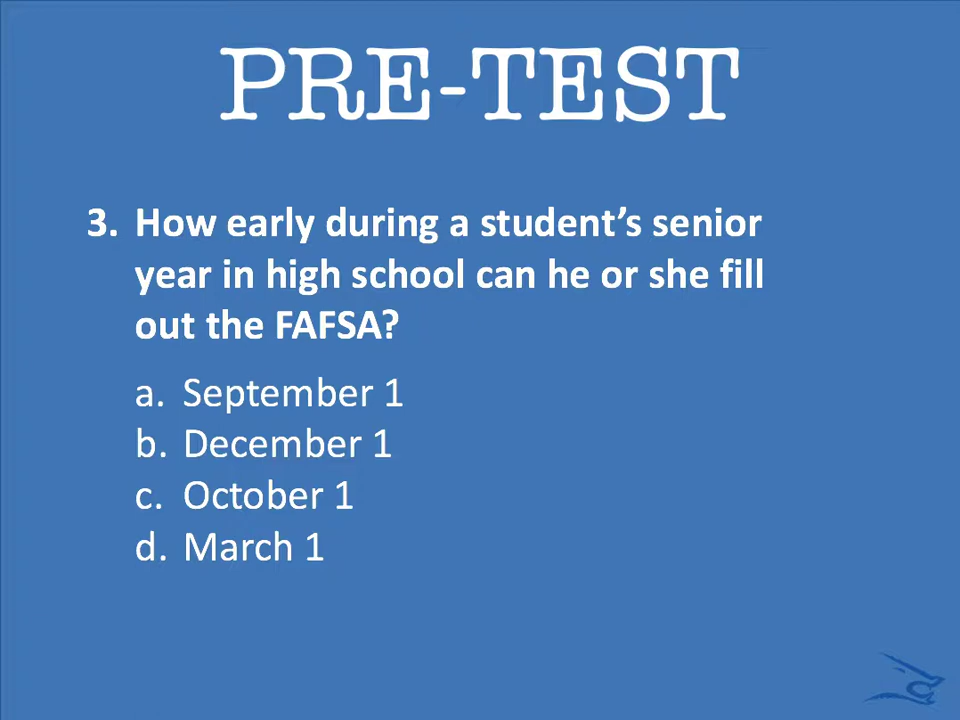 PRE-TEST
3. How early during a student’s senior
year in high school can he or she fill
out the FAFSA?
a. September 1
b. December 1
c. October 1
d. March 1